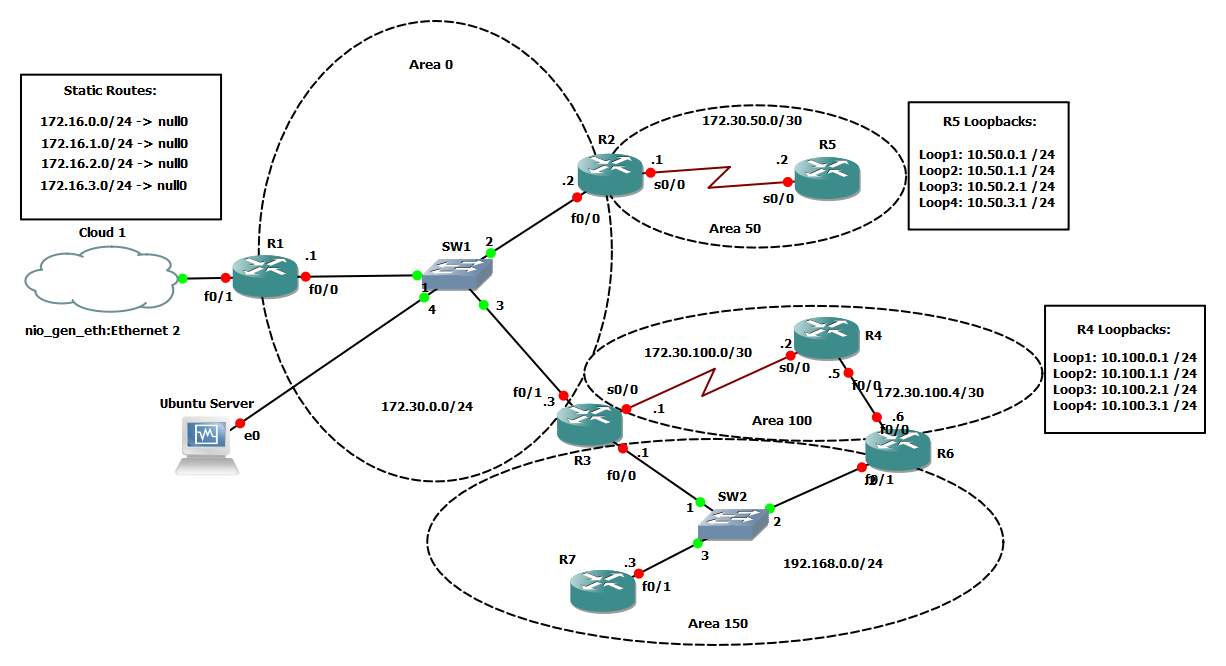 Area 0
Static Routes:
172.16.0.0/24 -> null0
172.16.1.0/24 -> null0
172.16.2.0/24 -> null0
172.16.3.0/24 -> null0
Cloud 1
nio_gen_eth:Ethernet 2
R1
.1
f0/1
f0/0
SW1
1
2
3
4
R2
.2
f0/0
.1
s0/0
172.30.50.0/30
R5
.2
s0/0
Area 50
R5 Loopbacks:
Loop1: 10.50.0.1 /24
Loop2: 10.50.1.1 /24
Loop3: 10.50.2.1 /24
Loop4: 10.50.3.1 /24
Ubuntu Server
e0
172.30.0.0/24
f0/1
.3
s0/0
.1
R3
.1
f0/0
172.30.100.0/30
R4
.2
s0/0
.5
f0/0
172.30.100.4/30
Area 100
.6
f0/0
R6
.2
f0/1
R4 Loopbacks:
Loop1: 10.100.0.1 /24
Loop2: 10.100.1.1 /24
Loop3: 10.100.2.1 /24
Loop4: 10.100.3.1 /24
SW2
1
2
3
R7
.3
f0/1
192.168.0.0/24
Area 150